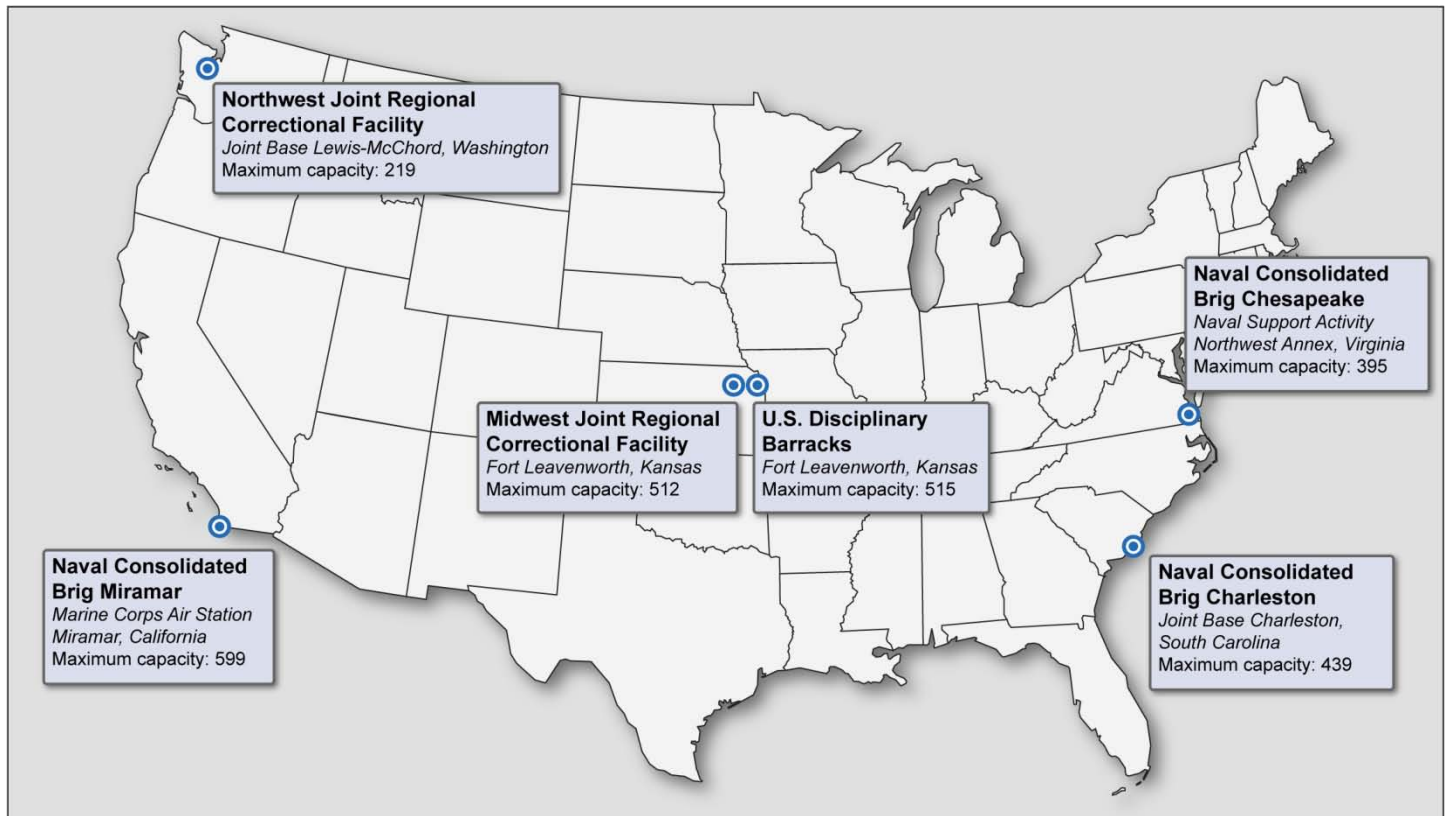 Northwest Joint Regional
Correctional Facility
Joint Base Lewis-McChord, Washington
Maximum capacity: 219
Naval Consolidated
Brig Chesapeake
Naval Support Activity
Northwest Annex, Virginia
Maximum capacity: 395
Midwest Joint Regional
Correctional Facility
Fort Leavenworth, Kansas
Maximum capacity: 512
U.S. Disciplinary
Barracks
Fort Leavenworth, Kansas
Maximum capacity: 515
Naval Consolidated
Brig Miramar
Marine Corps Air Station
Miramar, California
Maximum capacity: 599
Naval Consolidated
Brig Charleston
Joint Base Charleston,
South Carolina
Maximum capacity: 439